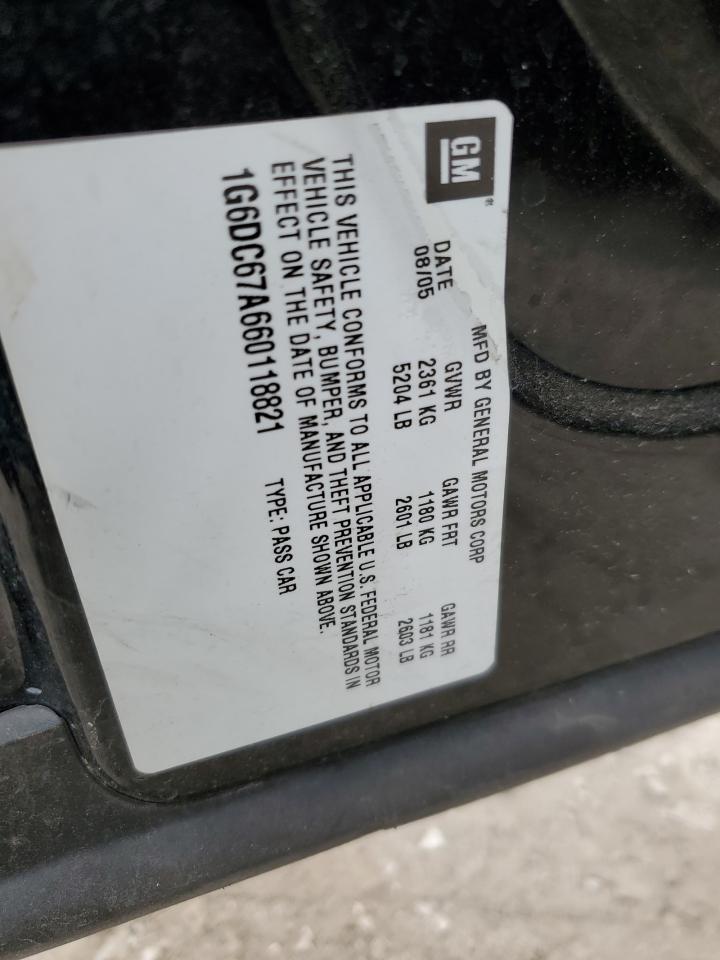 GM®
MFD BY GENERAL MOTORS CORP
DATE GVWR GAWR FRT GAWR RR
08/05 2361 KG 1180 KG 1181 KG
5204 LB 2601 LB 2603 LB
THIS VEHICLE CONFORMS TO ALL APPLICABLE U.S. FEDERAL MOTOR
VEHICLE SAFETY, BUMPER, AND THEFT PREVENTION STANDARDS IN
EFFECT ON THE DATE OF MANUFACTURE SHOWN ABOVE.
1G6DC67A660118821 TYPE: PASS CAR